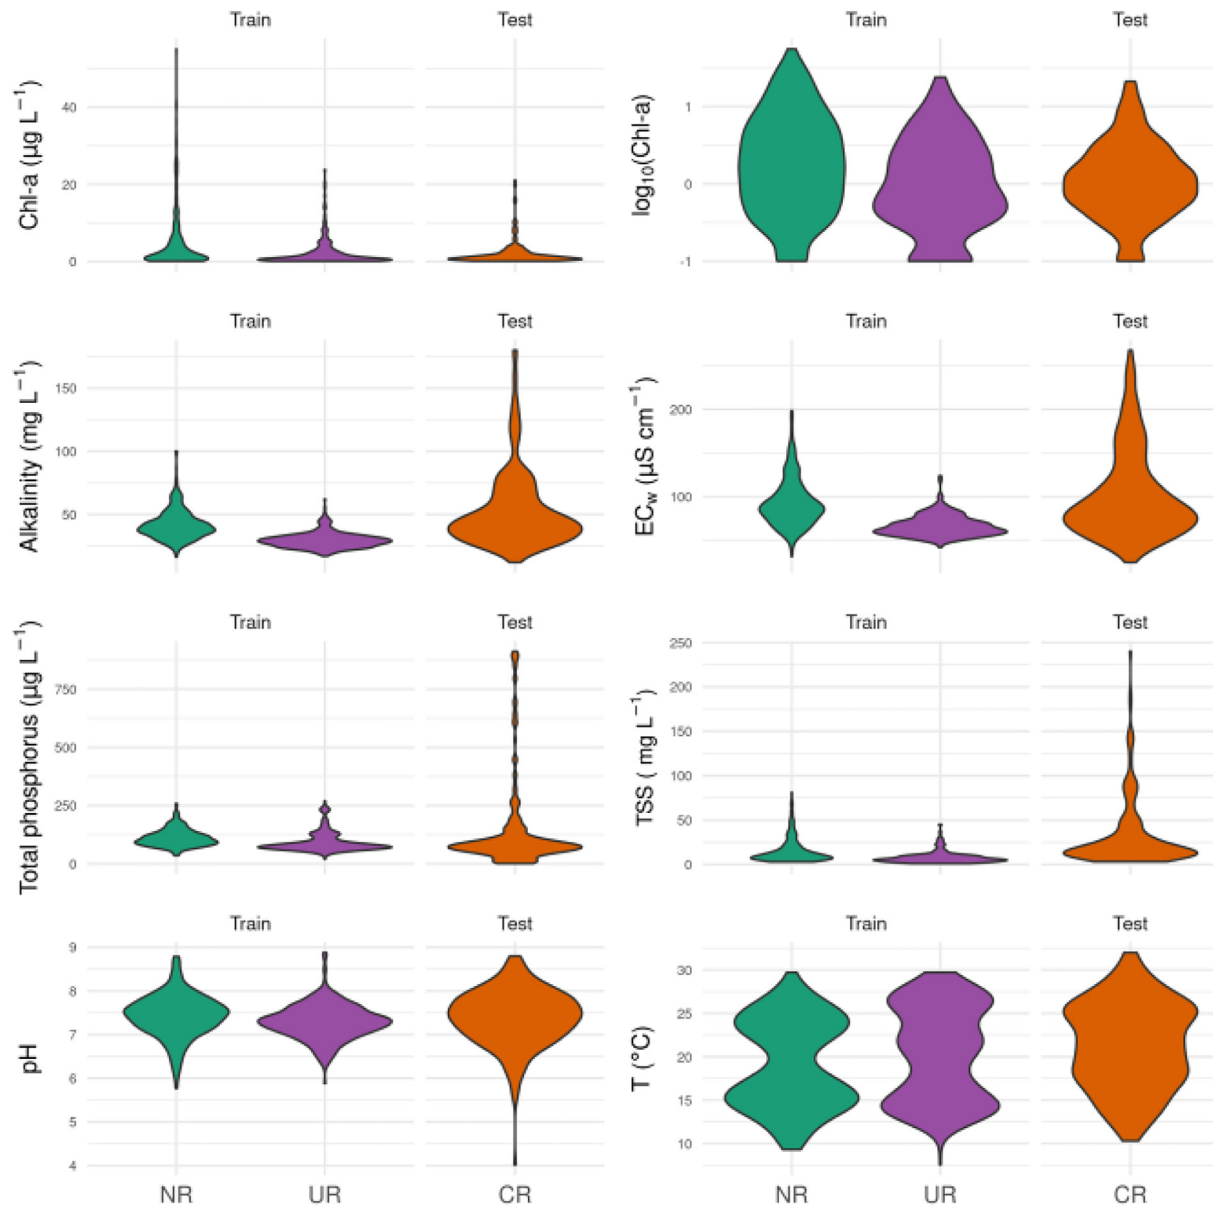 Train Test
Chl-a (µg L⁻¹)
40
20
0
Train Test
log₁₀(Chl-a)
1
0
-1
Train Test
Alkalinity (mg L⁻¹)
150
100
50
Train Test
ECw (µS cm⁻¹)
200
100
Train Test
Total phosphorus (µg L⁻¹)
750
500
250
0
Train Test
TSS ( mg L⁻¹)
250
200
150
100
50
0
Train Test
pH
9
8
7
6
5
4
NR UR CR
Train Test
T (°C)
30
25
20
15
10
NR UR CR